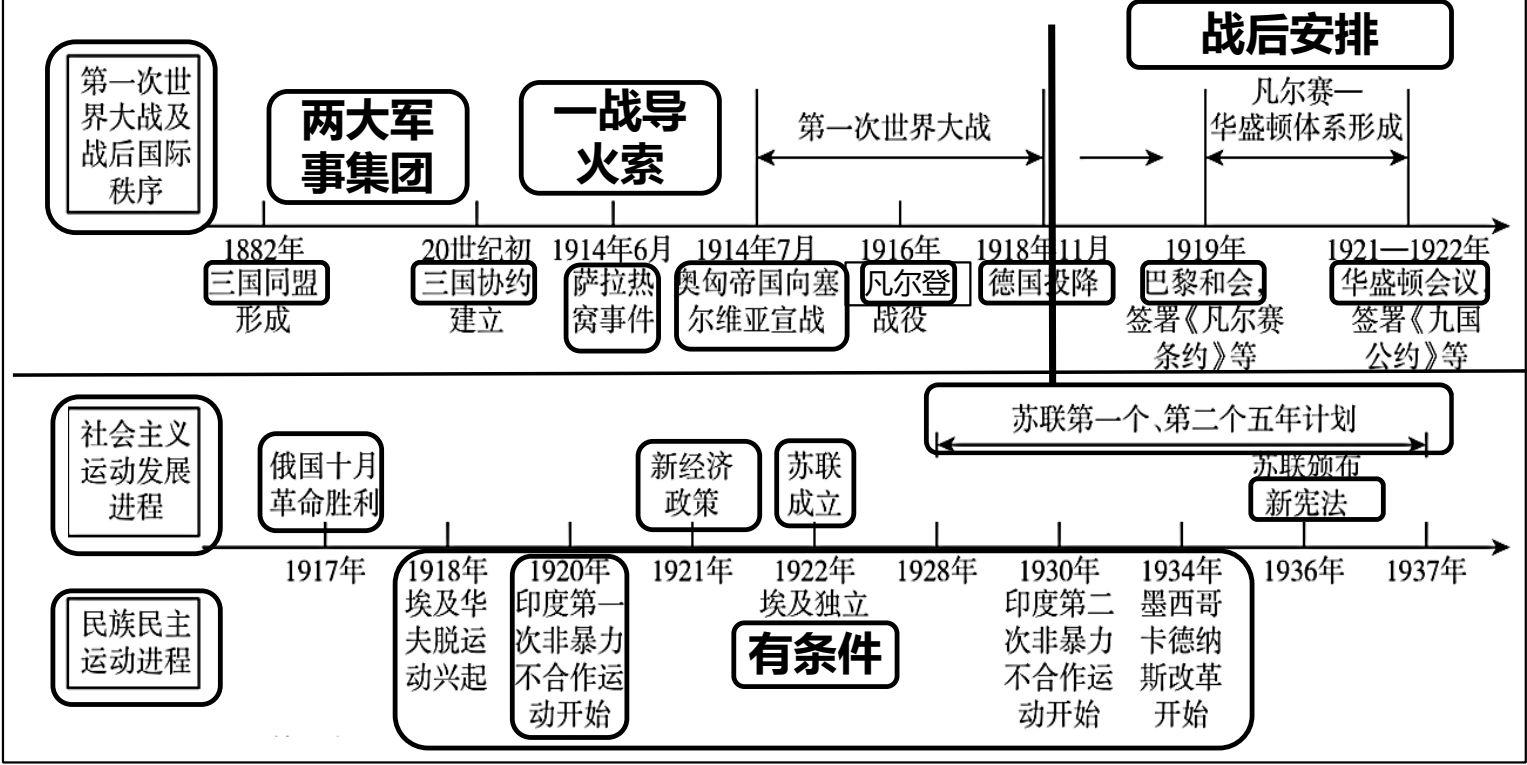 战后安排
第一次世
界大战及
战后国际
秩序
两大军
事集团
一战导
火索
第一次世界大战
凡尔赛—
华盛顿体系形成
1882年
三国同盟
形成
20世纪初
三国协约
建立
1914年6月
萨拉热
窝事件
1914年7月
奥匈帝国向塞
尔维亚宣战
1916年
凡尔登
战役
1918年11月
德国投降
1919年
巴黎和会，
签署《凡尔赛
条约》等
1921—1922年
华盛顿会议，
签署《九国
公约》等
社会主义
运动发展
进程
俄国十月
革命胜利
新经济
政策
苏联
成立
苏联第一个、第二个五年计划
苏联颁布
新宪法
民族民主
运动进程
1917年
1918年
埃及华
夫脱运
动兴起
1920年
印度第一
次非暴力
不合作运
动开始
1921年
1922年
埃及独立
有条件
1928年
1930年
印度第二
次非暴力
不合作运
动开始
1934年
墨西哥
卡德纳
斯改革
开始
1936年
1937年